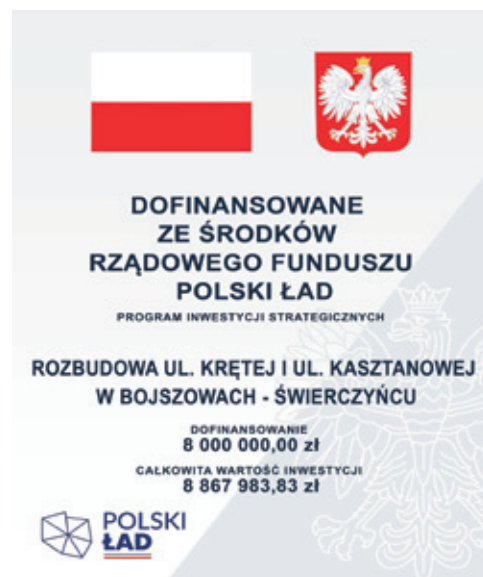 DOFINANSOWANE
ZE ŚRODKÓW
RZĄDOWEGO FUNDUSZU
POLSKI ŁAD
PROGRAM INWESTYCJI STRATEGICZNYCH
ROZBUDOWA UL. KRĘTEJ I UL. KASZTANOWEJ
W BOJSZOWACH - ŚWIERCZYŃCU
DOFINANSOWANIE
8 000 000,00 zł
CAŁKOWITA WARTOŚĆ INWESTYCJI
8 867 983,83 zł
POLSKI
ŁAD